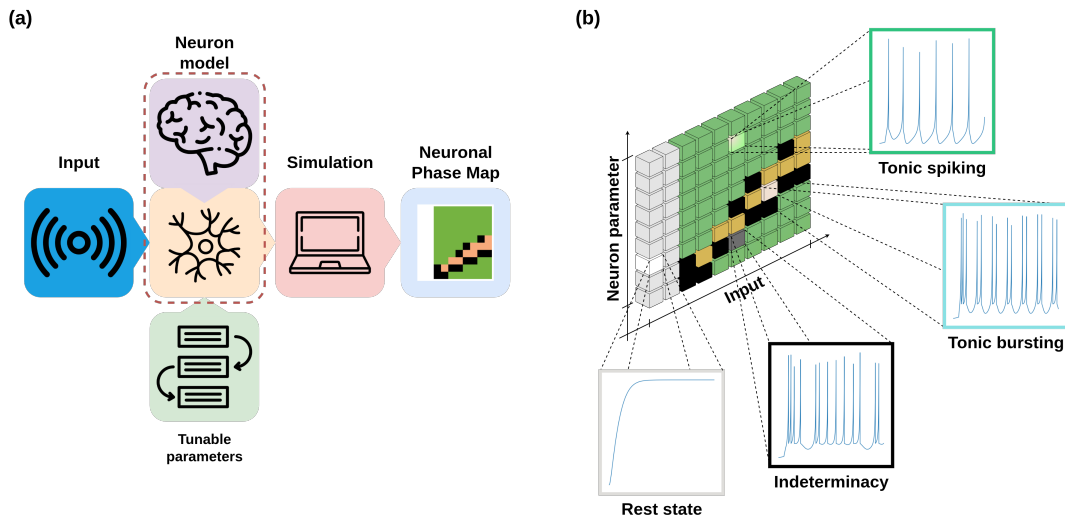 (a)
Neuron
model
Input
Simulation
Neuronal
Phase Map
Tunable
parameters
(b)
Neuron parameter
Input
Tonic spiking
Tonic bursting
Indeterminacy
Rest state